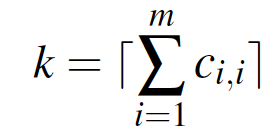 k = ⌈∑_{i=1}^{m} c_{i,i}⌉